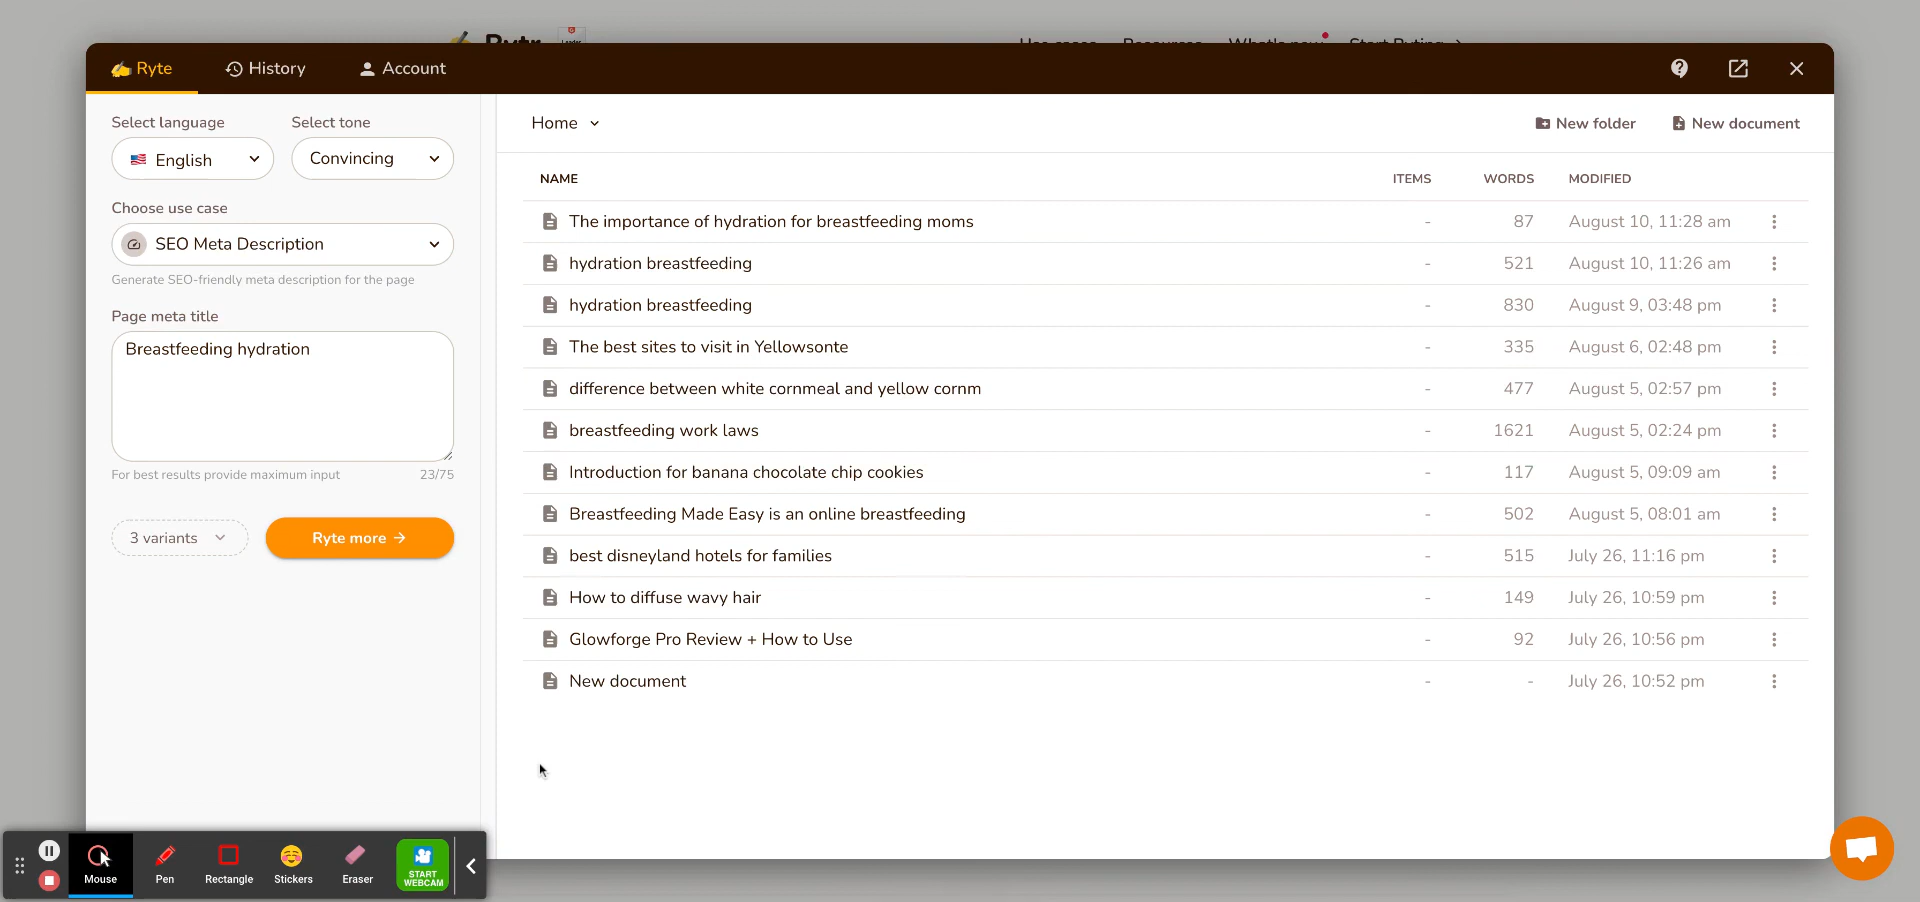 Rytr
Use cases Resources What's new Start Ryting
Ryte History Account
Select language Select tone
English Convincing
Choose use case
SEO Meta Description
Generate SEO-friendly meta description for the page
Page meta title
Breastfeeding hydration
For best results provide maximum input 23/75
3 variants Ryte more →
Home New folder New document
NAME ITEMS WORDS MODIFIED
The importance of hydration for breastfeeding moms - 87 August 10, 11:28 am
hydration breastfeeding - 521 August 10, 11:26 am
hydration breastfeeding - 830 August 9, 03:48 pm
The best sites to visit in Yellowsonte - 335 August 6, 02:48 pm
difference between white cornmeal and yellow cornm - 477 August 5, 02:57 pm
breastfeeding work laws - 1621 August 5, 02:24 pm
Introduction for banana chocolate chip cookies - 117 August 5, 09:09 am
Breastfeeding Made Easy is an online breastfeeding - 502 August 5, 08:01 am
best disneyland hotels for families - 515 July 26, 11:16 pm
How to diffuse wavy hair - 149 July 26, 10:59 pm
Glowforge Pro Review + How to Use - 92 July 26, 10:56 pm
New document - - July 26, 10:52 pm
Mouse Pen Rectangle Stickers Eraser START
WEBCAM